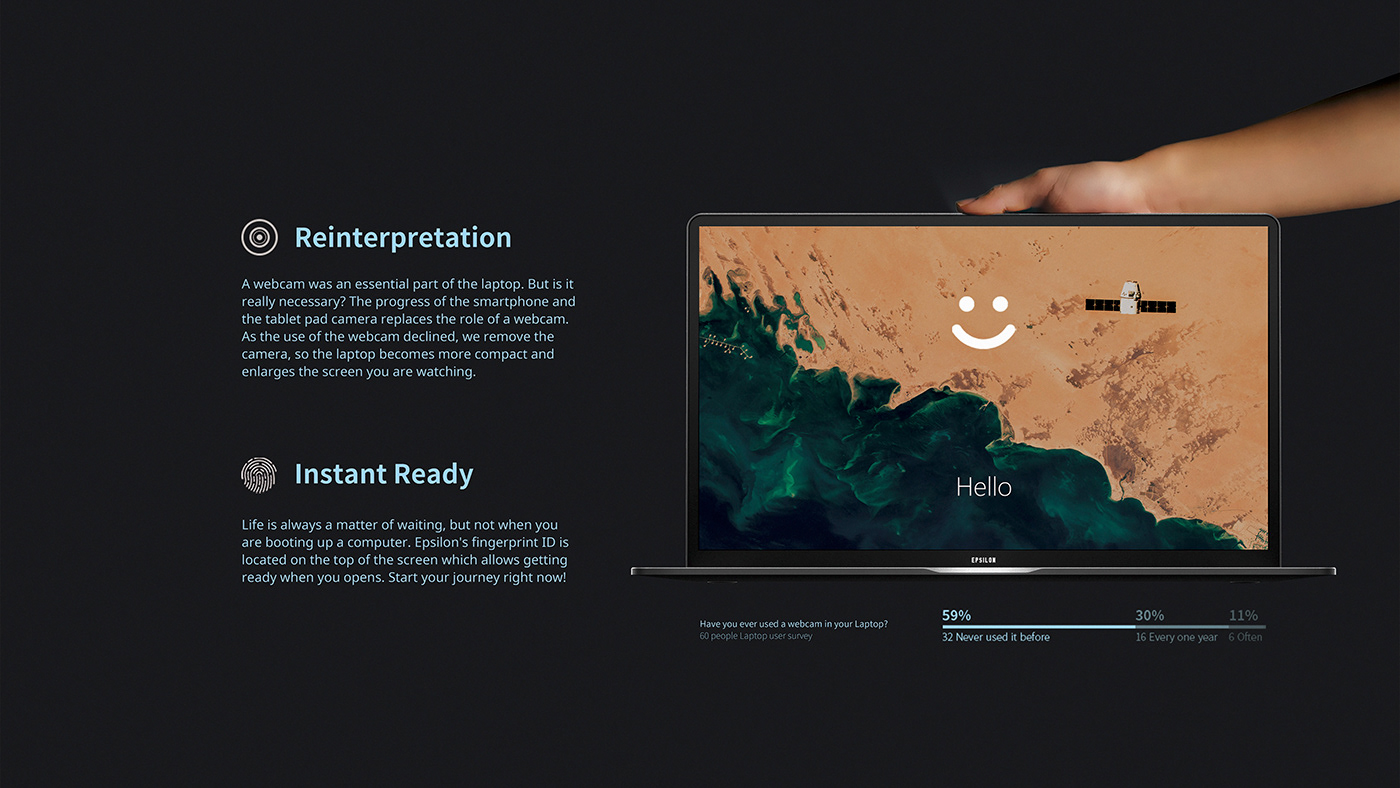 Reinterpretation
A webcam was an essential part of the laptop. But is it
really necessary? The progress of the smartphone and
the tablet pad camera replaces the role of a webcam.
As the use of the webcam declined, we remove the
camera, so the laptop becomes more compact and
enlarges the screen you are watching.
Instant Ready
Life is always a matter of waiting, but not when you
are booting up a computer. Epsilon's fingerprint ID is
located on the top of the screen which allows getting
ready when you opens. Start your journey right now!
Hello
EPSILON
Have you ever used a webcam in your Laptop?
60 people Laptop user survey
59% 30% 11%
32 Never used it before 16 Every one year 6 Often